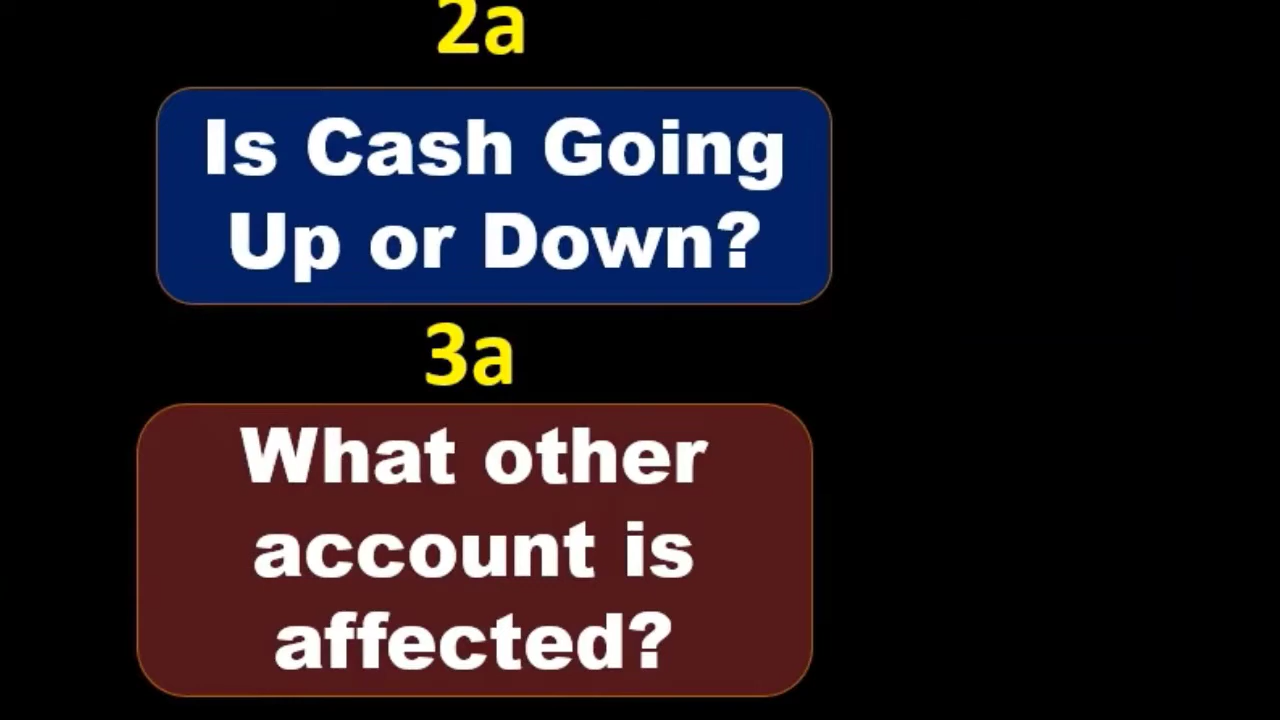 2a
Is Cash Going
Up or Down?
3a
What other
account is
affected?